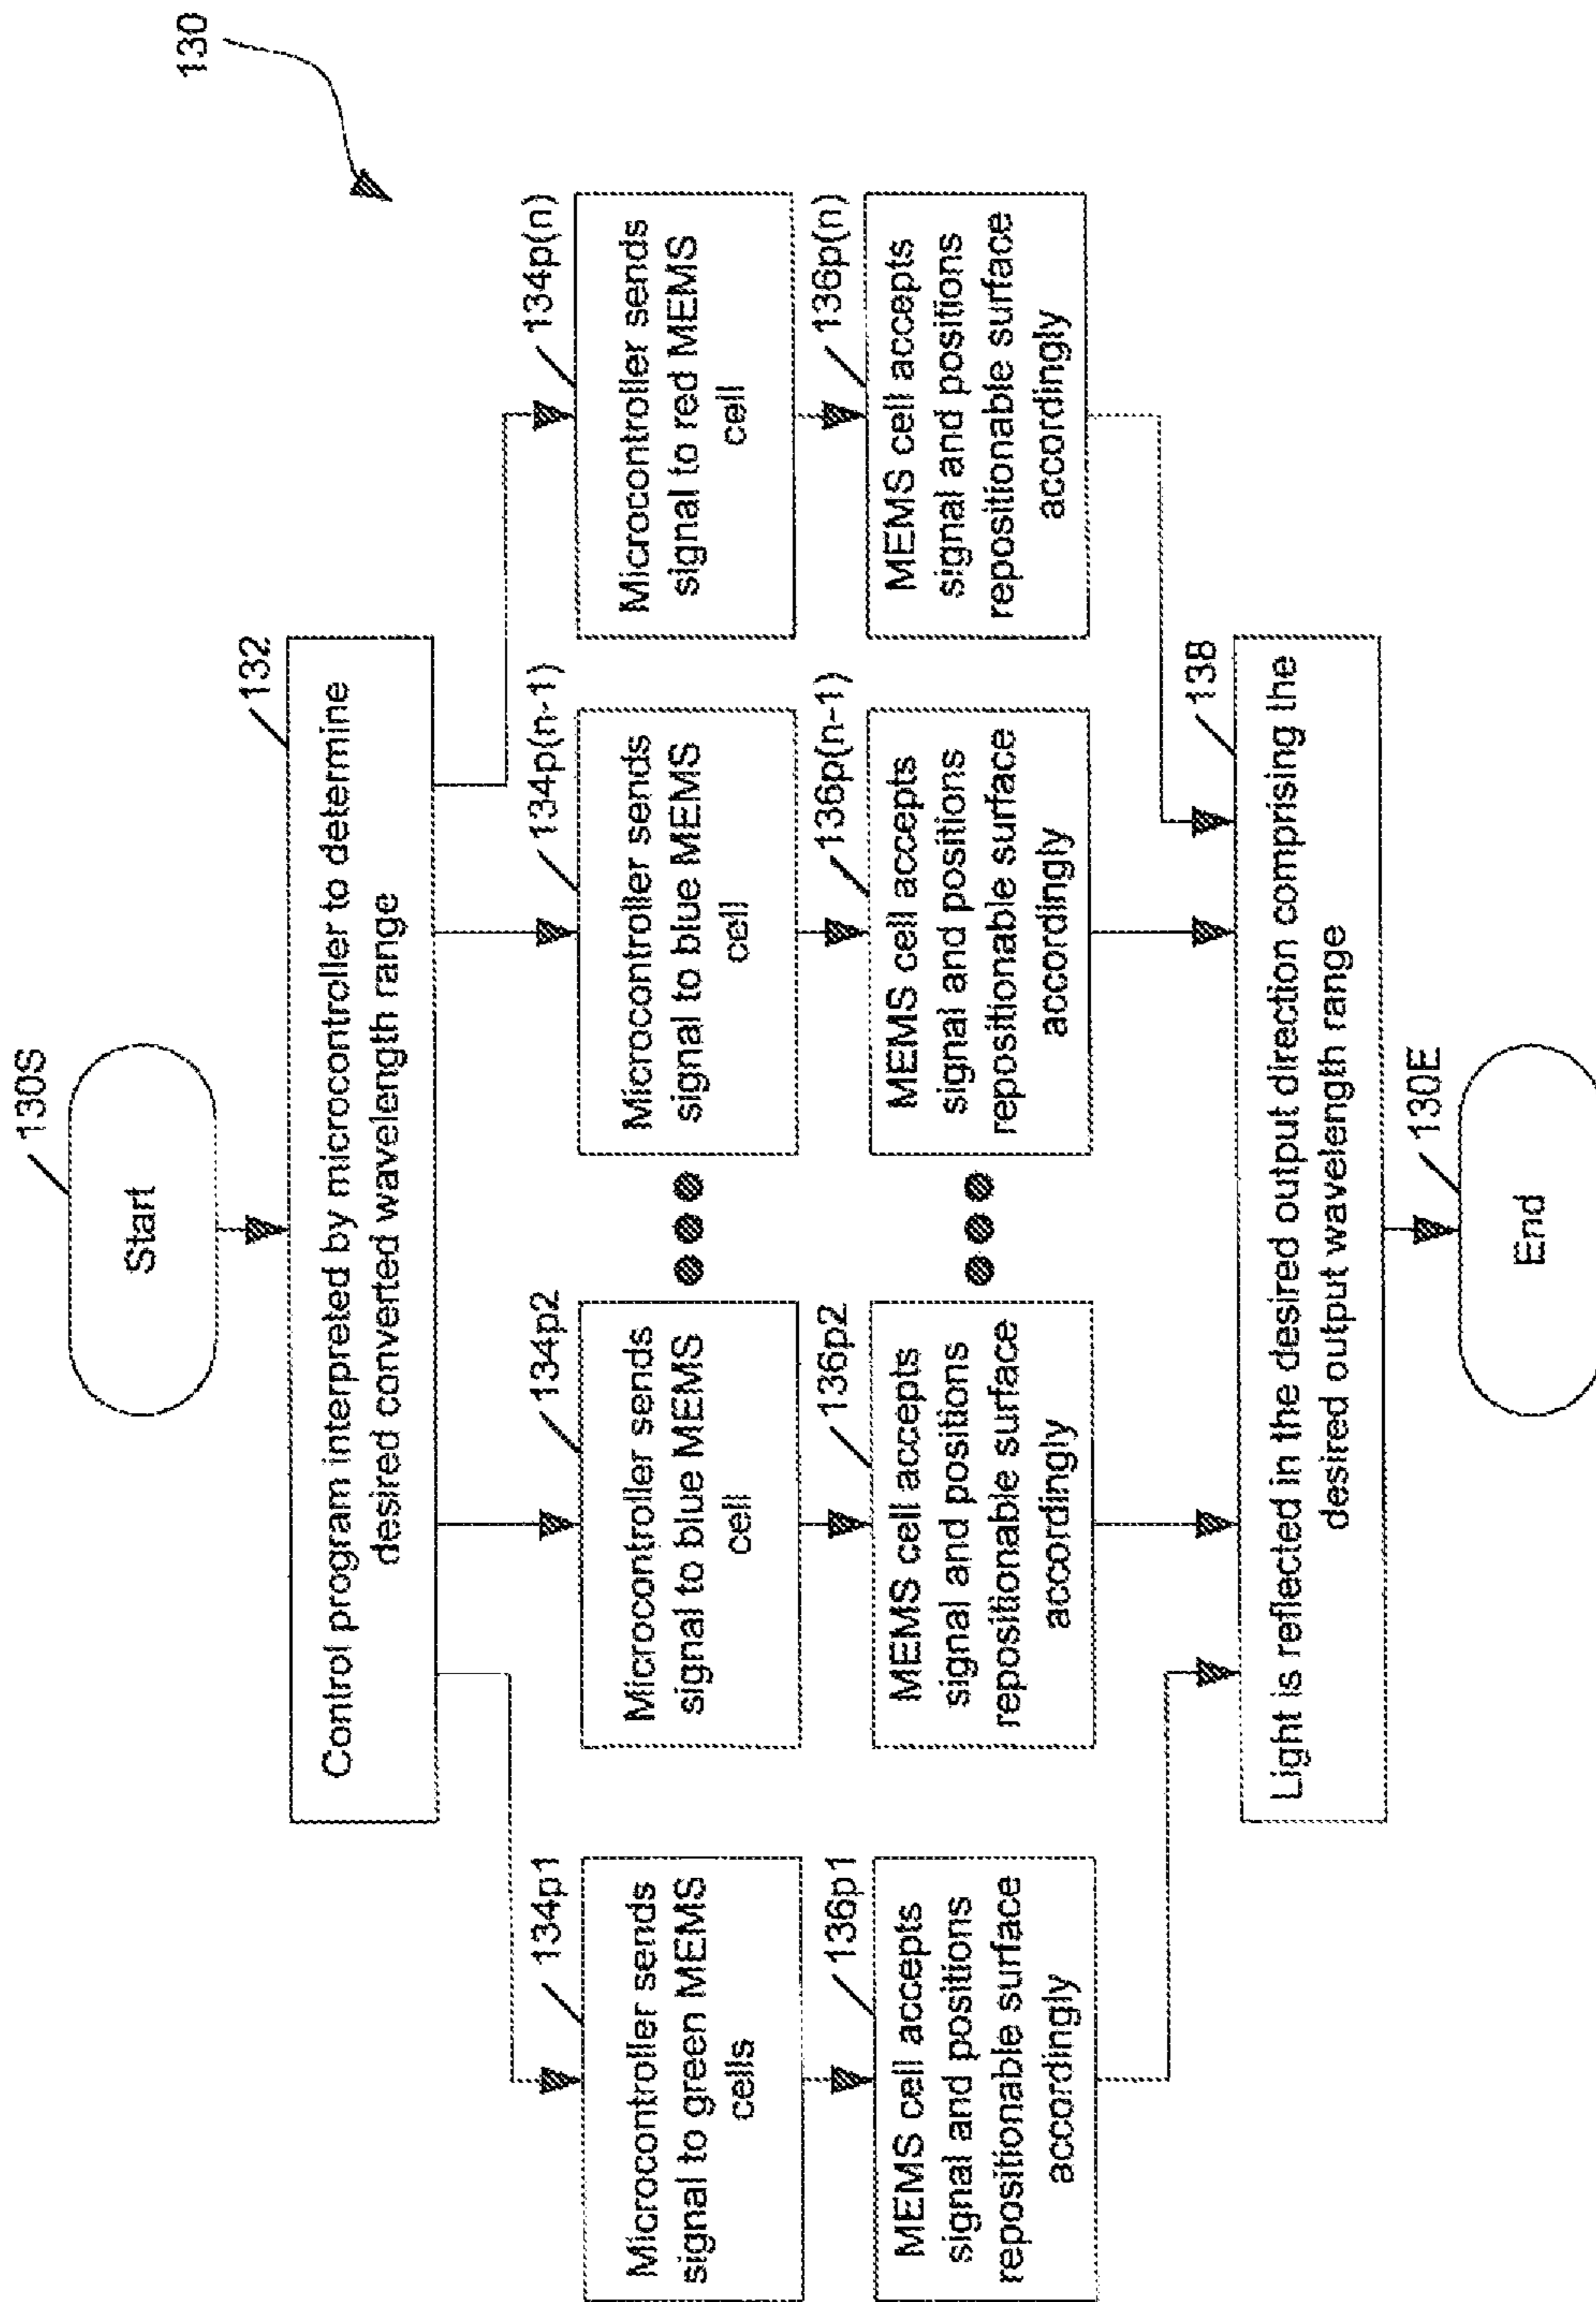 130
130S
Start
132
Control program interpreted by microcontroller to determine
desired converted wavelength range
134p1
Microcontroller sends
signal to green MEMS
cells
134p2
Microcontroller sends
signal to blue MEMS
cell
134p(n-1)
Microcontroller sends
signal to blue MEMS
cell
134p(n)
Microcontroller sends
signal to red MEMS
cell
136p1
MEMS cell accepts
signal and positions
repositionable surface
accordingly
136p2
MEMS cell accepts
signal and positions
repositionable surface
accordingly
136p(n-1)
MEMS cell accepts
signal and positions
repositionable surface
accordingly
136p(n)
MEMS cell accepts
signal and positions
repositionable surface
accordingly
138
Light is reflected in the desired output direction comprising the
desired output wavelength range
130E
End